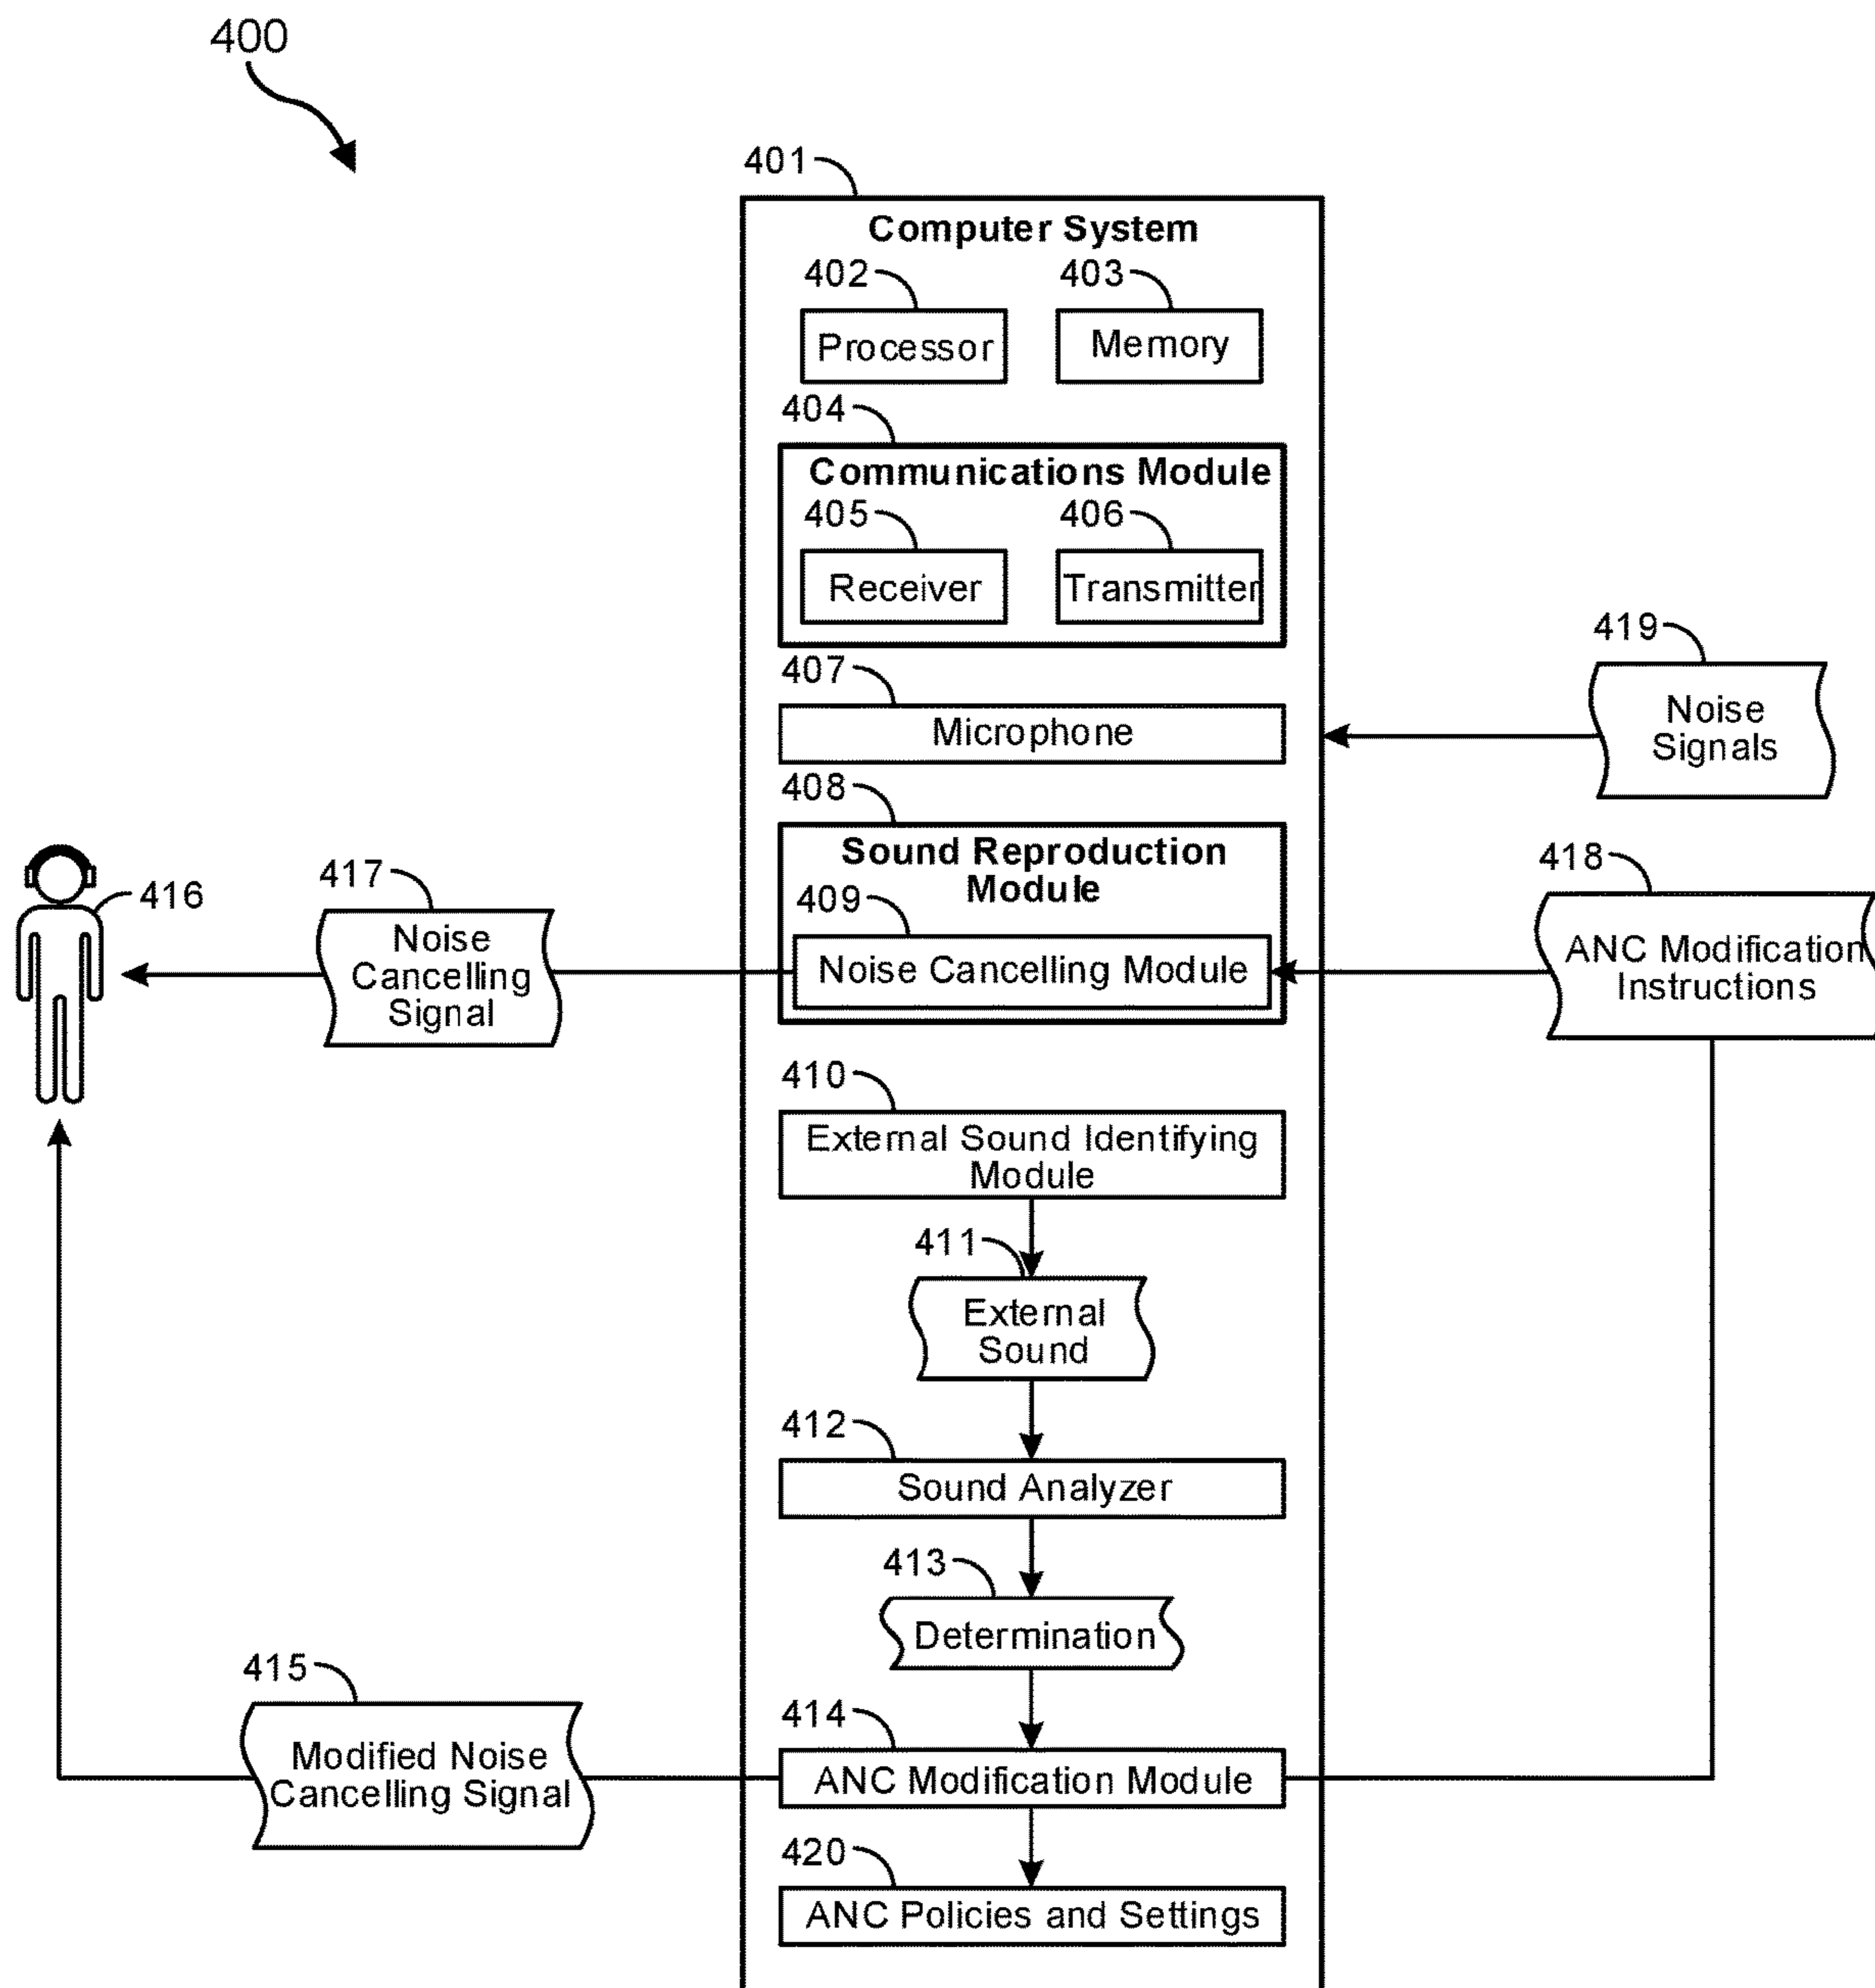 400
401
Computer System
402
403
Processor
Memory
404
Communications Module
405
406
Receiver
Transmitter
407
Microphone
419
Noise
Signals
408
Sound Reproduction
Module
409
Noise Cancelling Module
416
417
Noise
Cancelling
Signal
418
ANC Modification
Instructions
410
External Sound Identifying
Module
411
External
Sound
412
Sound Analyzer
413
Determination
415
Modified Noise
Cancelling Signal
414
ANC Modification Module
420
ANC Policies and Settings